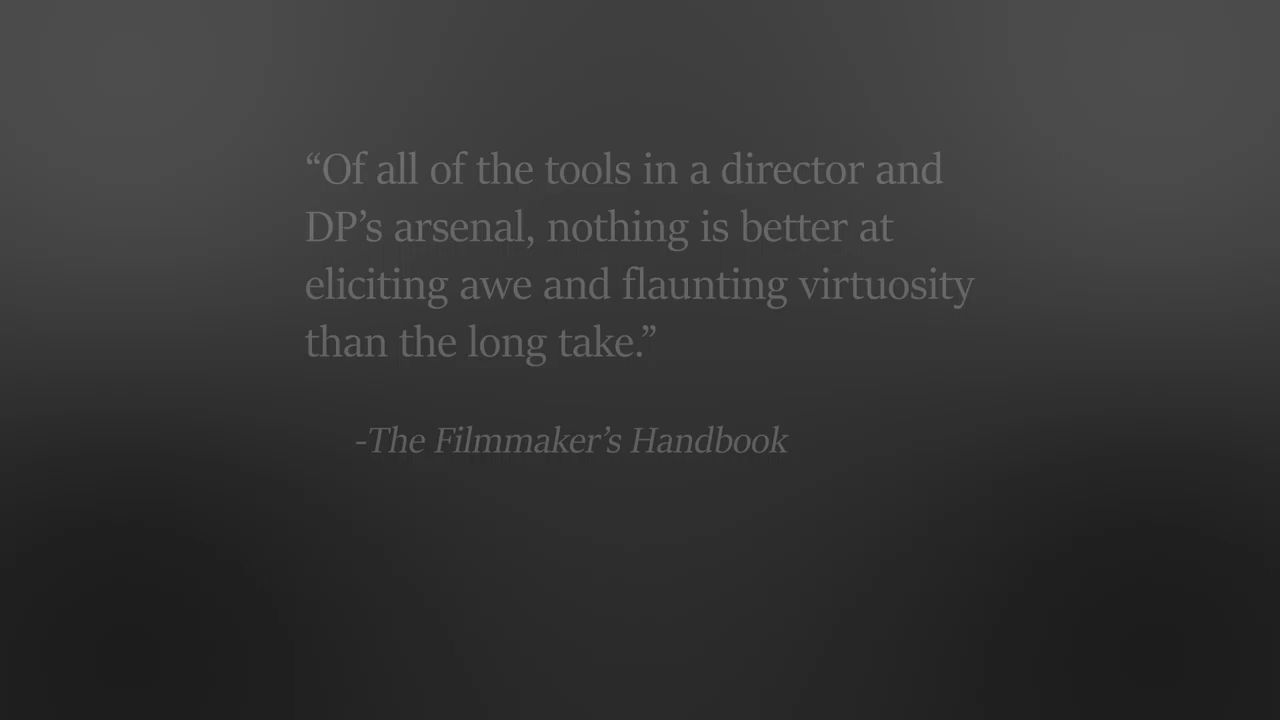 “Of all of the tools in a director and
DP’s arsenal, nothing is better at
eliciting awe and flaunting virtuosity
than the long take.”
-The Filmmaker’s Handbook